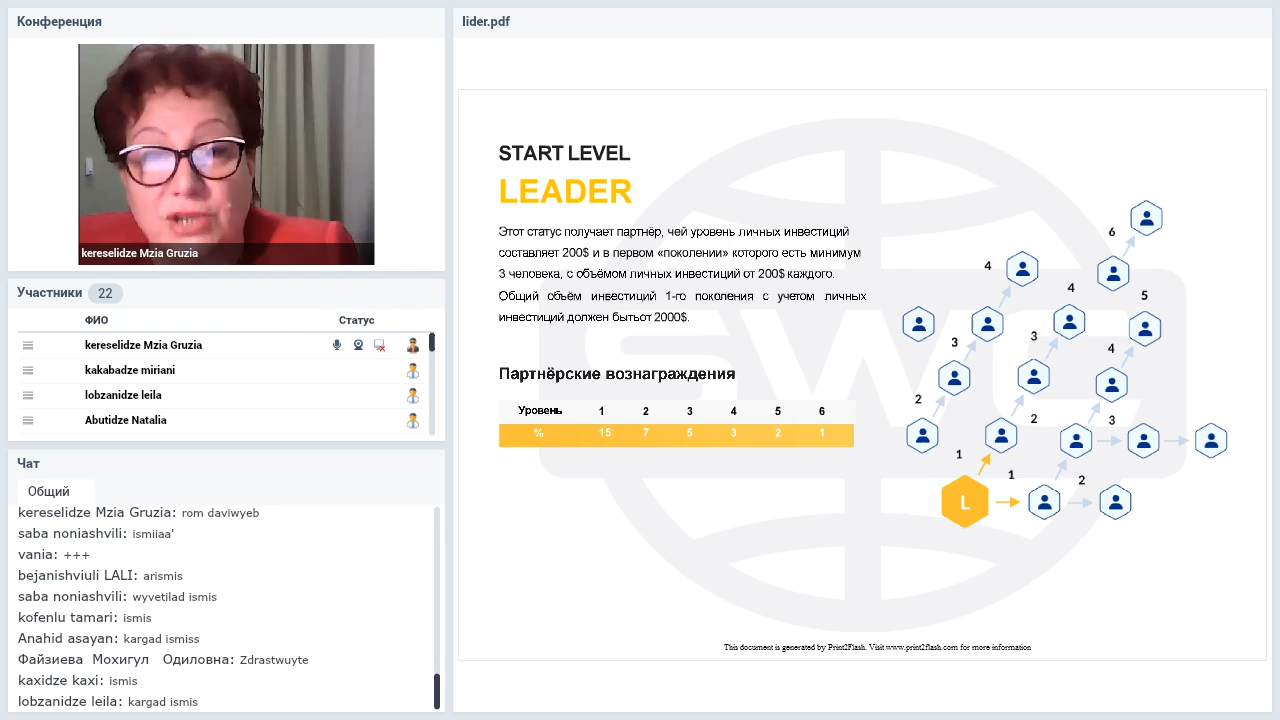 Конференция
kereselidze Mzia Gruzia
Участники 22
ФИО Статус
kereselidze Mzia Gruzia
kakabadze miriani
lobzanidze leila
Abutidze Natalia
Чат
Общий
kereselidze Mzia Gruzia: rom daviwyeb
saba noniashvili: ismiiaa'
vania: +++
bejanishviuli LALI: arismis
saba noniashvili: wyvetilad ismis
kofenlu tamari: ismis
Anahid asayan: kargad ismiss
Файзиева Мохигул Одиловна: Zdrastwuyte
kaxidze kaxi: ismis
lobzanidze leila: kargad ismis
lider.pdf
START LEVEL
LEADER
Этот статус получает партнёр, чей уровень личных инвестиций
составляет 200$ и в первом «поколении» которого есть минимум
3 человека, с объёмом личных инвестиций от 200$ каждого.
Общий объём инвестиций 1-го поколения с учетом личных
инвестиций должен бытьот 2000$.
Партнёрские вознаграждения
Уровень 1 2 3 4 5 6
% 15 7 5 3 2 1
6
4
4
5
3
3
4
2
2
3
1
1
2
L
SWG
This document is generated by Print2Flash. Visit www.print2flash.com for more information